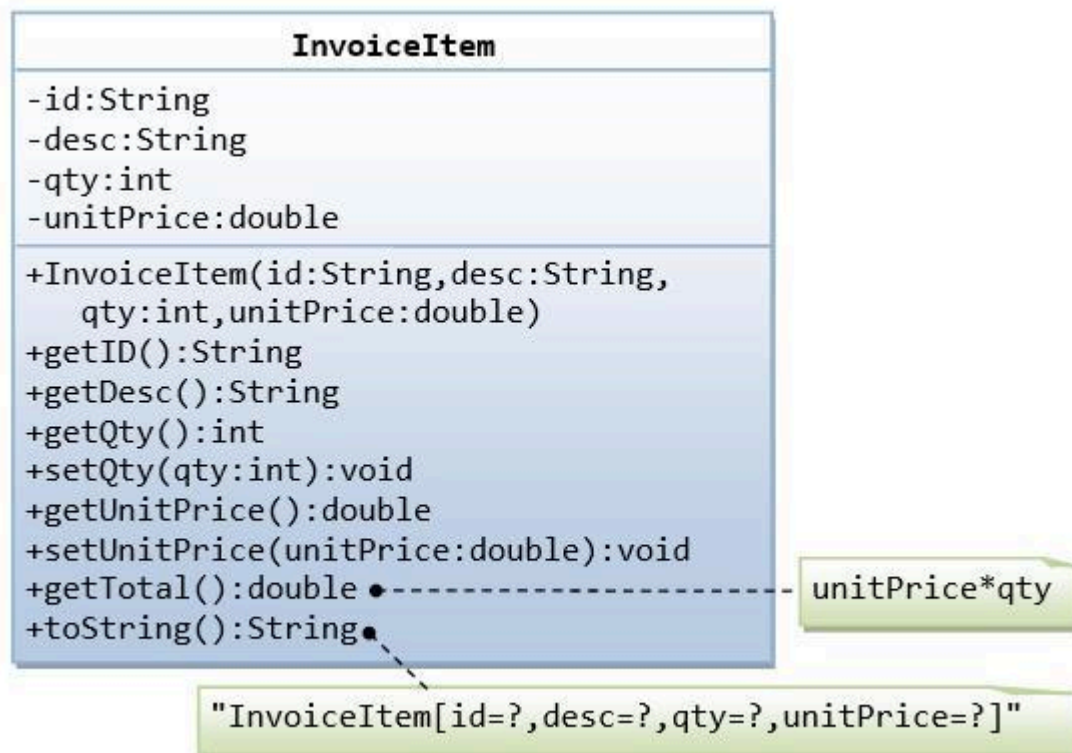 InvoiceItem
-id:String
-desc:String
-qty:int
-unitPrice:double
+InvoiceItem(id:String,desc:String,
qty:int,unitPrice:double)
+getID():String
+getDesc():String
+getQty():int
+setQty(qty:int):void
+getUnitPrice():double
+setUnitPrice(unitPrice:double):void
+getTotal():double
unitPrice*qty
+toString():String
"InvoiceItem[id=?,desc=?,qty=?,unitPrice=?]"